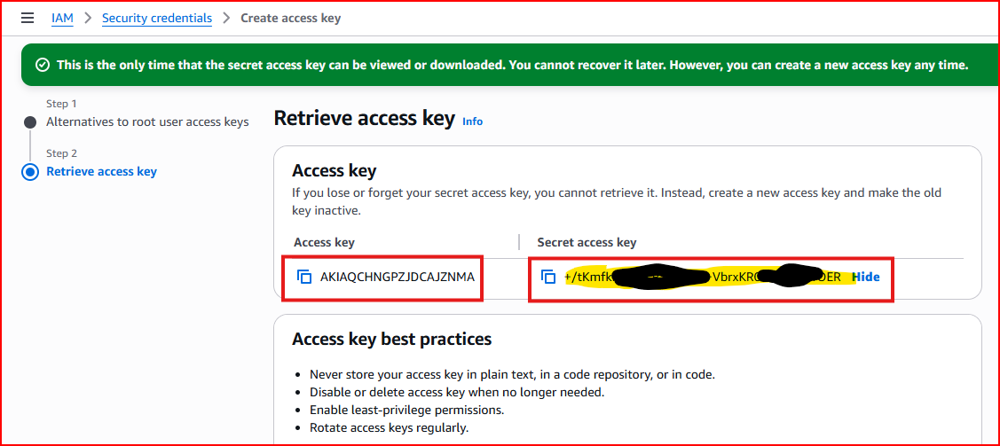 IAM > Security credentials > Create access key
This is the only time that the secret access key can be viewed or downloaded. You cannot recover it later. However, you can create a new access key any time.
Step 1
Alternatives to root user access keys
Step 2
Retrieve access key
Retrieve access key Info
Access key
If you lose or forget your secret access key, you cannot retrieve it. Instead, create a new access key and make the old
key inactive.
Access key Secret access key
AKIAQCHNGPZJDCAJZNMA Hide
Access key best practices
Never store your access key in plain text, in a code repository, or in code.
Disable or delete access key when no longer needed.
Enable least-privilege permissions.
Rotate access keys regularly.